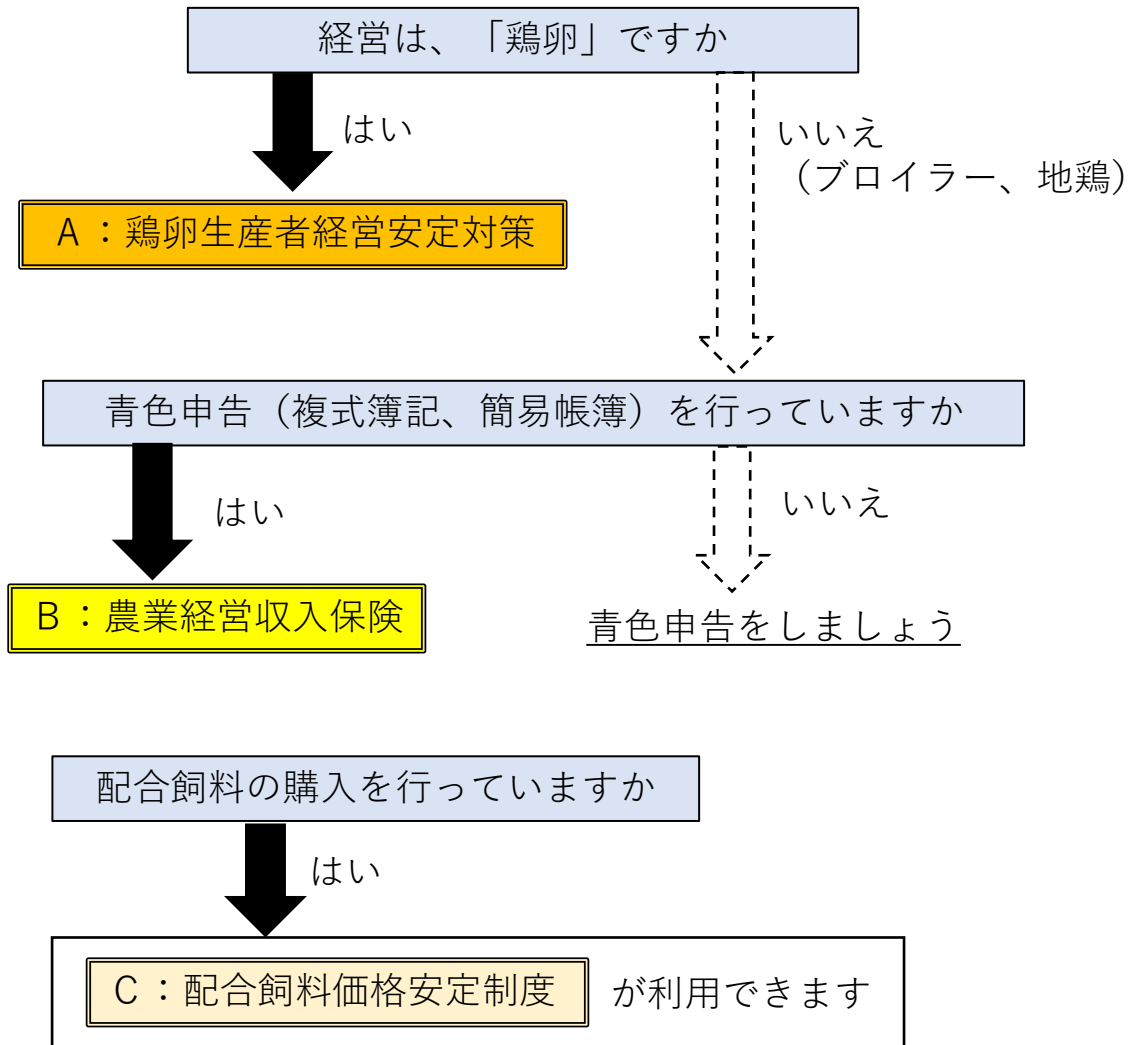 経営は、「鶏卵」ですか
はい
いいえ
（ブロイラー、地鶏）
A：鶏卵生産者経営安定対策
青色申告（複式簿記、簡易帳簿）を行っていますか
はい
いいえ
B：農業経営収入保険
青色申告をしましょう
配合飼料の購入を行っていますか
はい
C：配合飼料価格安定制度 が利用できます